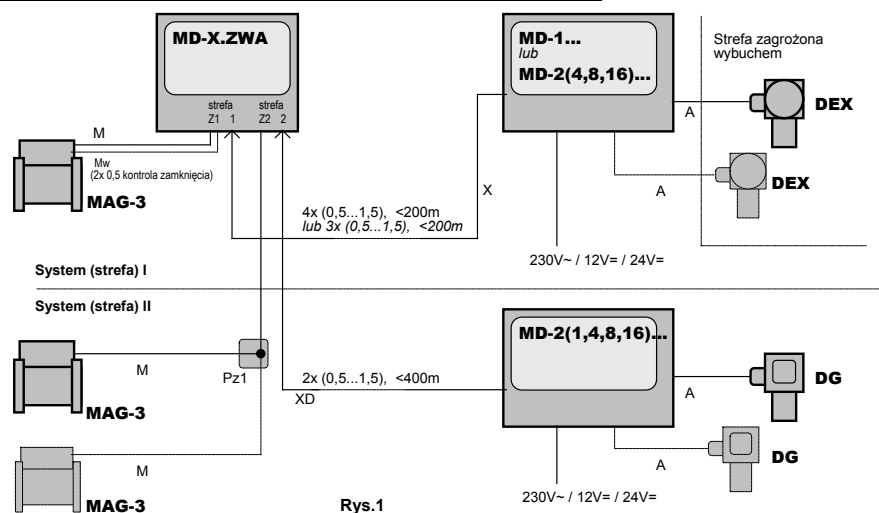 MD-X.ZWA
strefa strefa
Z1 1 Z2 2
MD-1...
lub
MD-2(4,8,16)...
Strefa zagrożona
wybuchem
A
DEX
M
Mw
(2x 0,5 kontrola zamknięcia)
MAG-3
A
DEX
X
4x (0,5...1,5), <200m
lub 3x (0,5...1,5), <200m
230V~ / 12V= / 24V=
System (strefa) I
System (strefa) II
MD-2(1,4,8,16)...
M
Pz1
2x (0,5...1,5), <400m
XD
A
DG
MAG-3
M
A
DG
MAG-3
Rys.1
230V~ / 12V= / 24V=